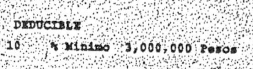 DEDUCIBLE
10 % Minimo 3,000,000 Pesos